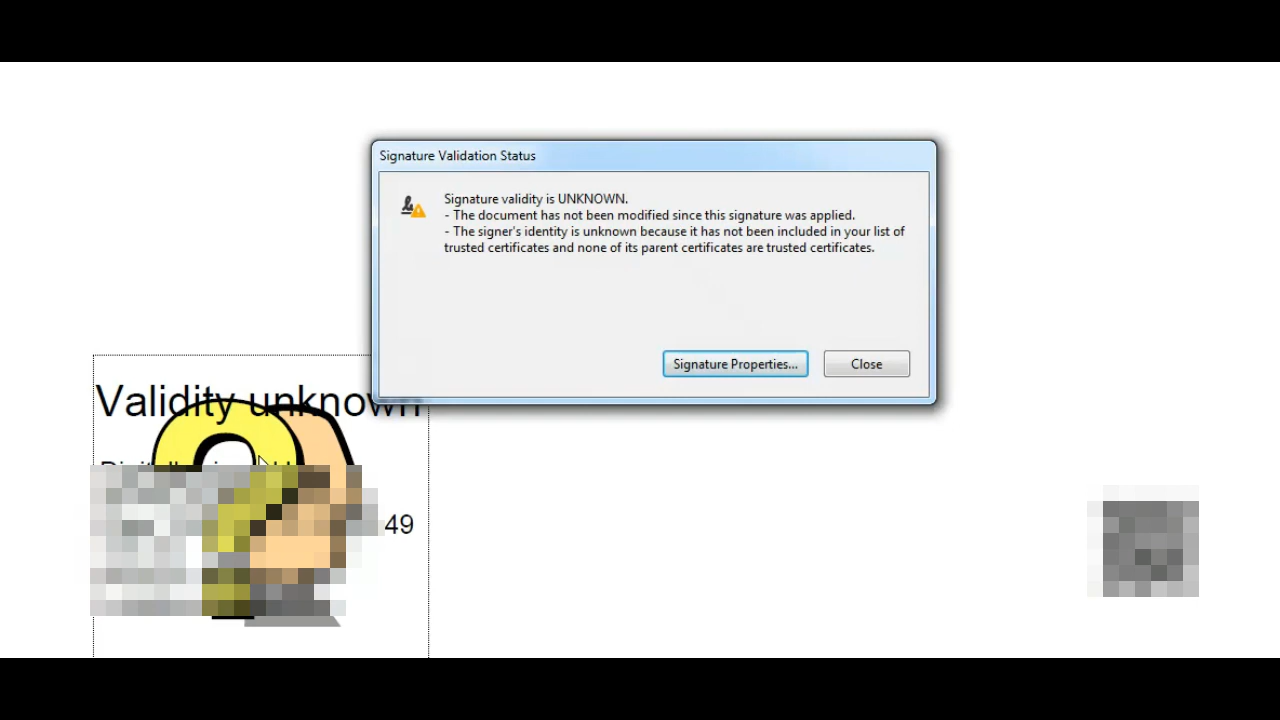 Signature Validation Status
Signature validity is UNKNOWN.
- The document has not been modified since this signature was applied.
- The signer's identity is unknown because it has not been included in your list of
trusted certificates and none of its parent certificates are trusted certificates.
Signature Properties... Close
Validity unknown
49